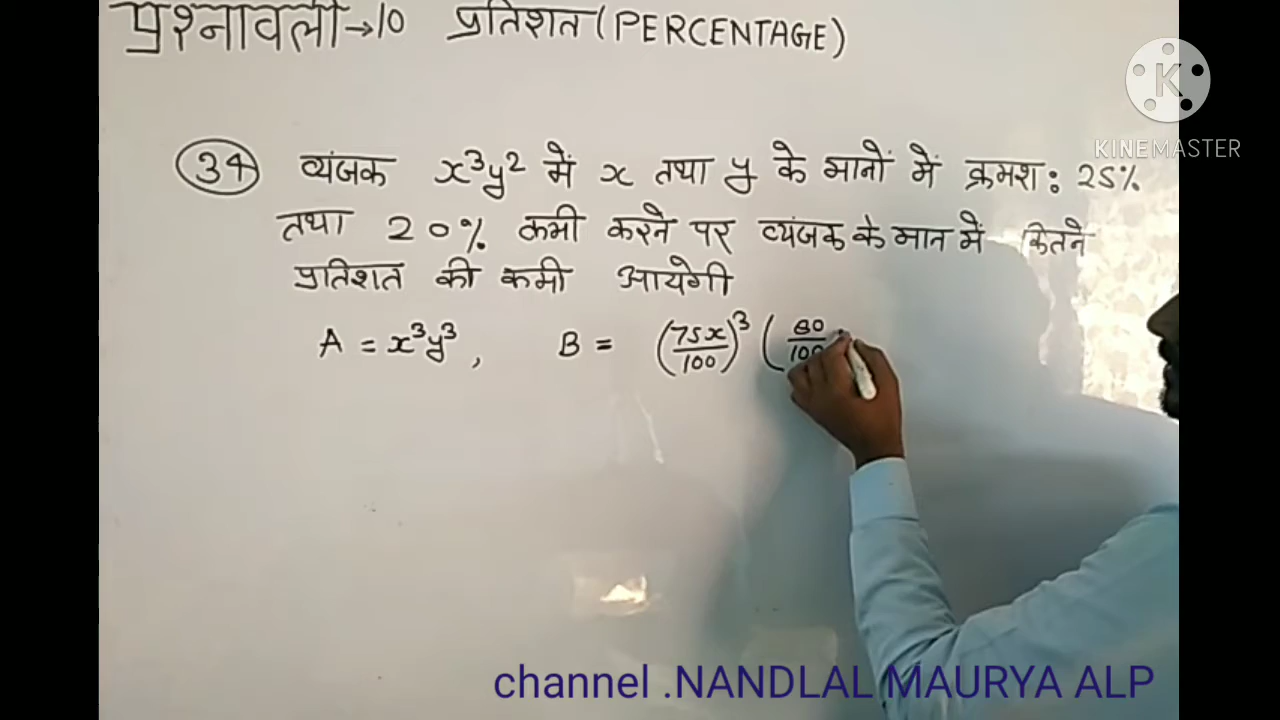 प्रश्नावली→10 प्रतिशत (PERCENTAGE)
K
KINEMASTER
34 व्यंजक x³y² में x तथा y के मानों में क्रमश: 25%
तथा 20% कमी करने पर व्यंजक के मान में कितने
प्रतिशत की कमी आयेगी
A = x³y³, B = (75x/100)³ (80/100
channel .NANDLAL MAURYA ALP